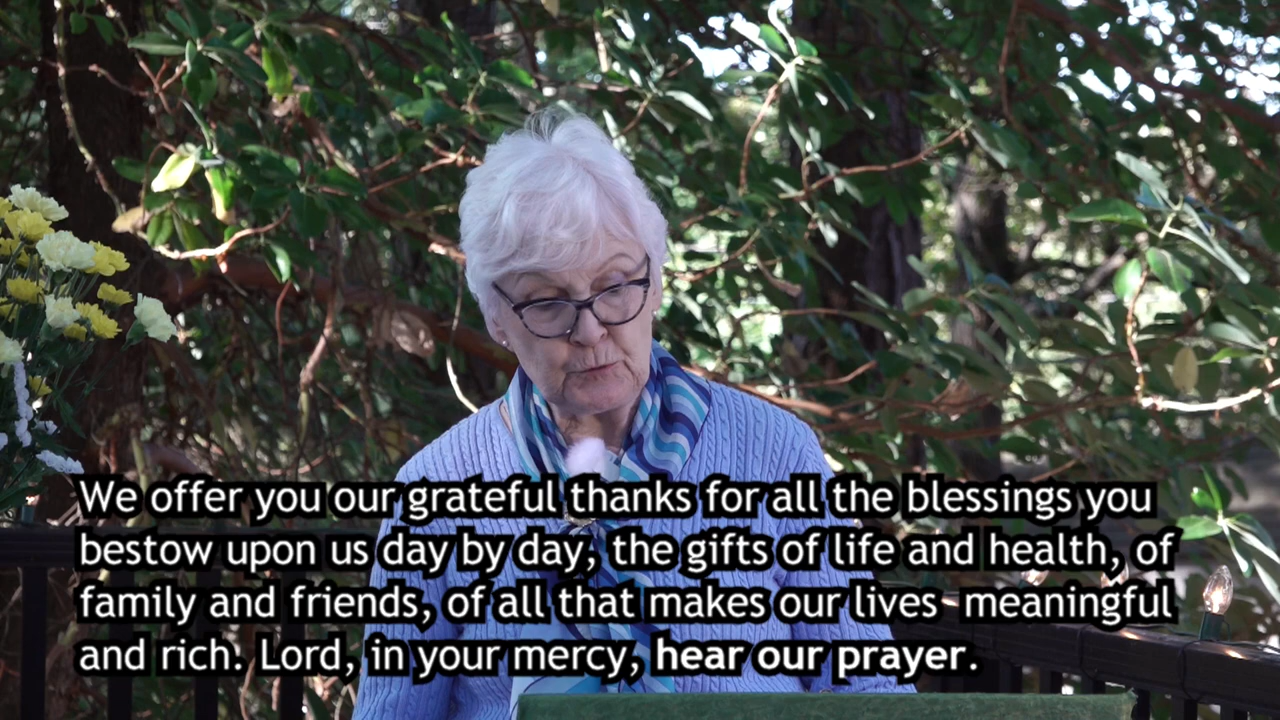 We offer you our grateful thanks for all the blessings you
bestow upon us day by day, the gifts of life and health, of
family and friends, of all that makes our lives  meaningful
and rich. Lord, in your mercy, hear our prayer.